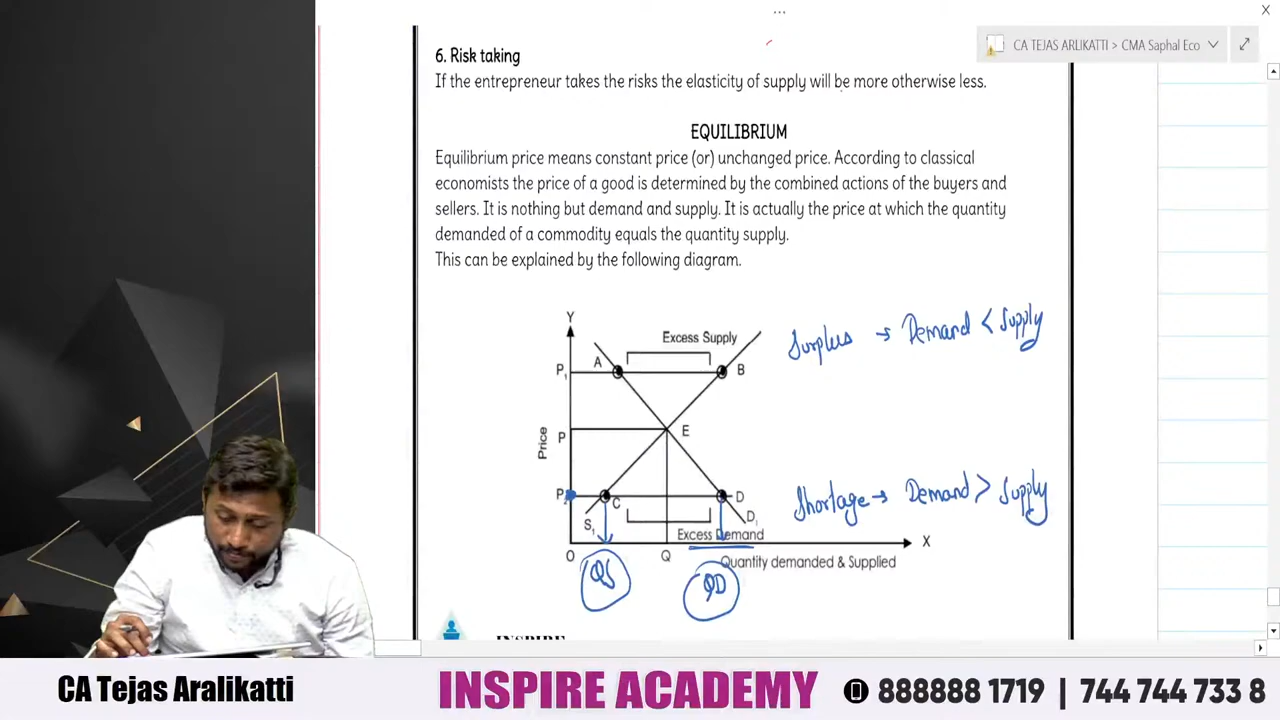 ...
CA TEJAS ARLIKATTI > CMA Saphal Eco
6. Risk taking
If the entrepreneur takes the risks the elasticity of supply will be more otherwise less.
EQUILIBRIUM
Equilibrium price means constant price (or) unchanged price. According to classical
economists the price of a good is determined by the combined actions of the buyers and
sellers. It is nothing but demand and supply. It is actually the price at which the quantity
demanded of a commodity equals the quantity supply.
This can be explained by the following diagram.
Y
Excess Supply
Surplus → Demand < Supply
A
P1
B
Price
P
E
P2
C
D
Shortage → Demand > Supply
S1
D1
Excess Demand
X
O
Q
Quantity demanded & Supplied
QS
QD
INSPIRE
CA Tejas Aralikatti
INSPIRE ACADEMY
888888 1719 | 744 744 733 8